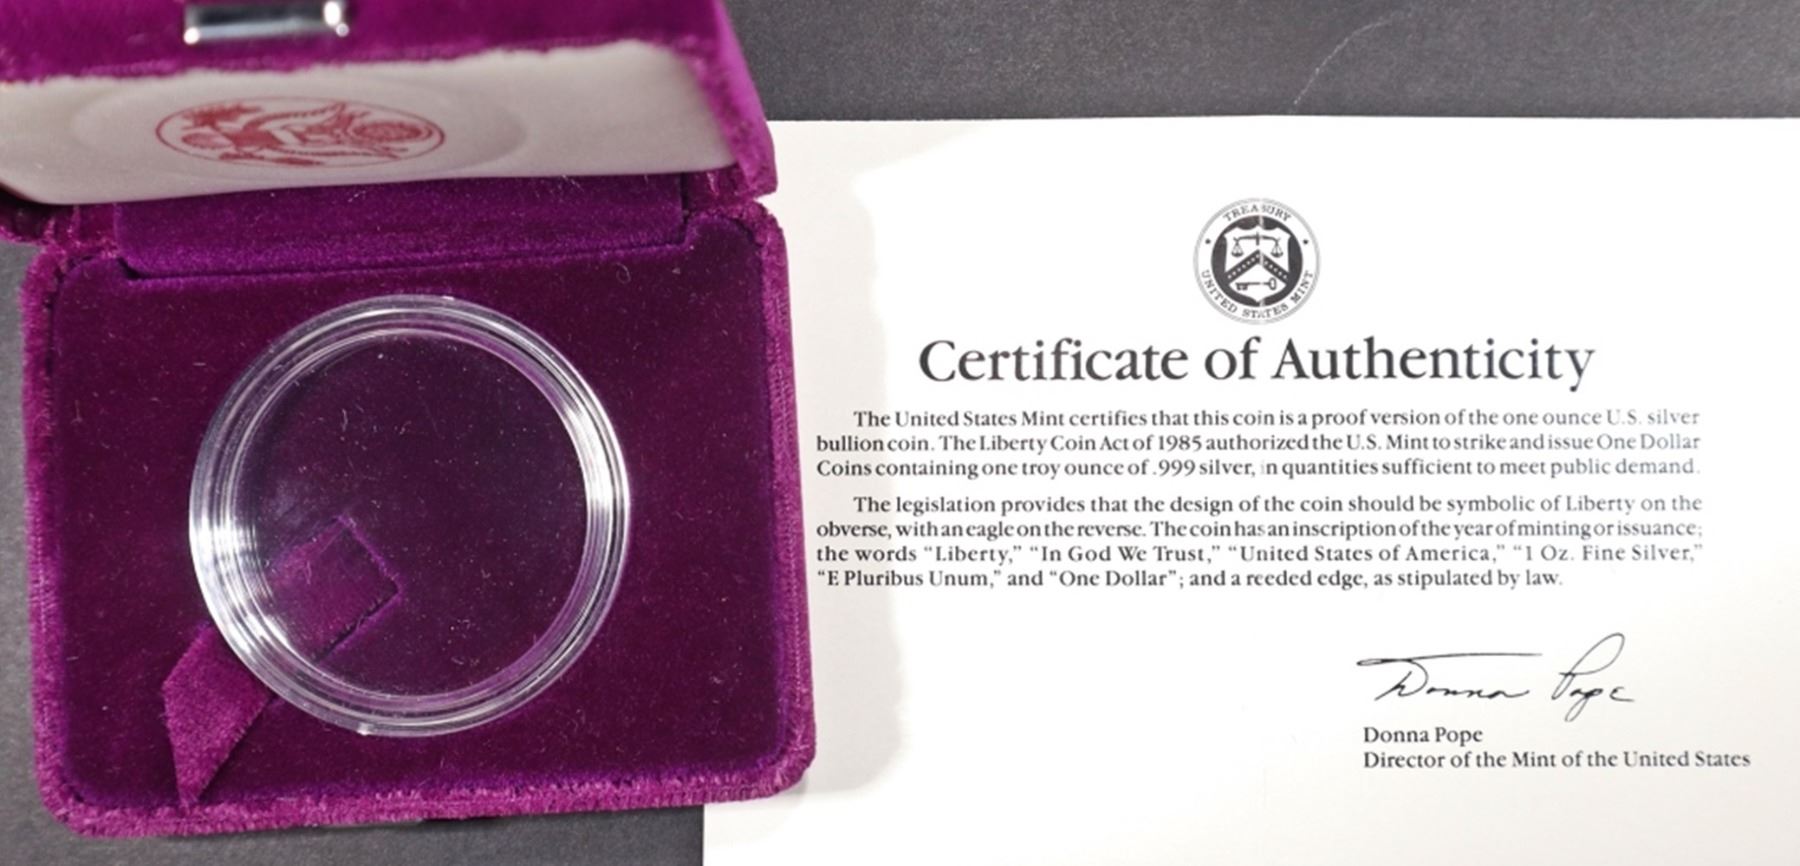 TREASURY
UNITED STATES MINT
Certificate of Authenticity
The United States Mint certifies that this coin is a proof version of the one ounce U.S. silver
bullion coin. The Liberty Coin Act of 1985 authorized the U.S. Mint to strike and issue One Dollar
Coins containing one troy ounce of .999 silver, in quantities sufficient to meet public demand.
The legislation provides that the design of the coin should be symbolic of Liberty on the
obverse, with an eagle on the reverse. The coin has an inscription of the year of minting or issuance;
the words “Liberty,” “In God We Trust,” “United States of America,” “1 Oz. Fine Silver,”
“E Pluribus Unum,” and “One Dollar”; and a reeded edge, as stipulated by law.
Donna Pope
Donna Pope
Director of the Mint of the United States